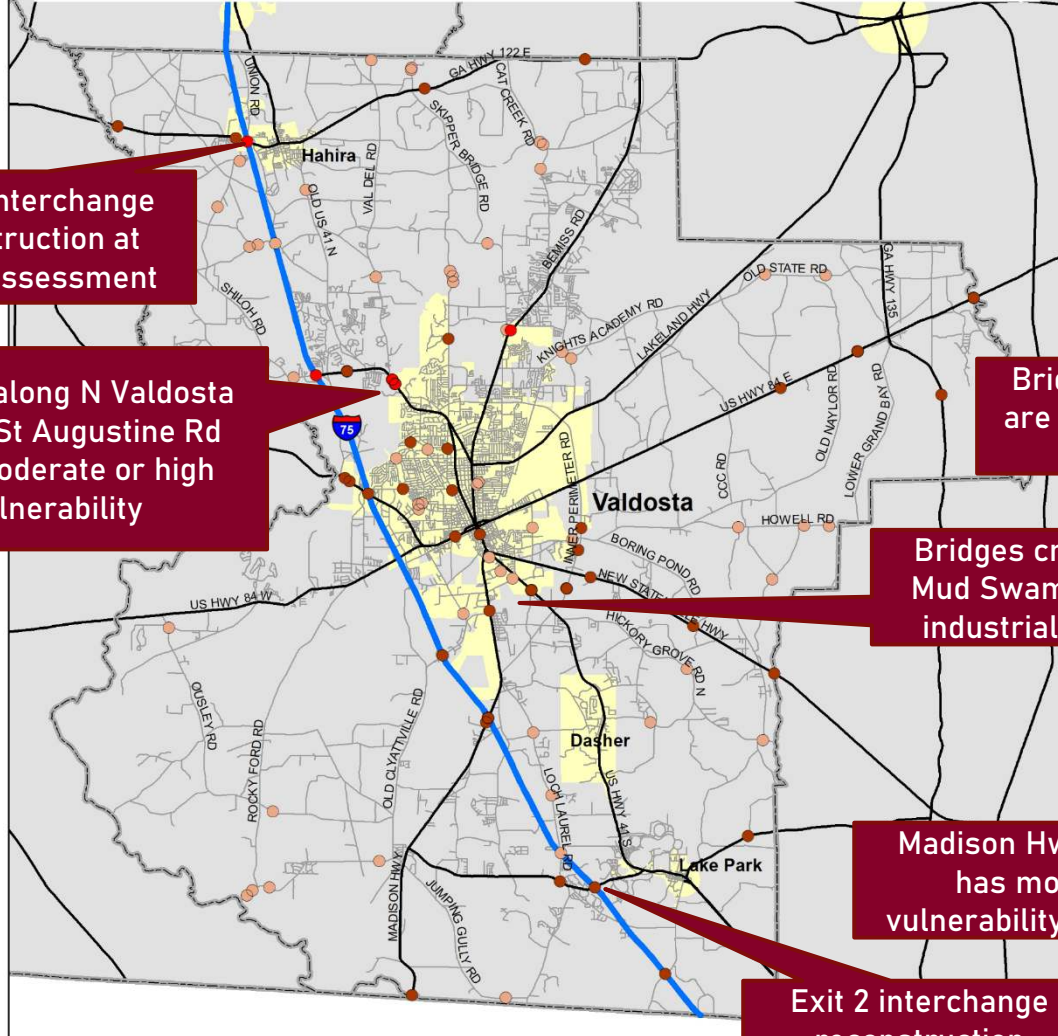 GA HWY 122 E
UNION RD
CAT CREEK RD
SKIPPER BRIDGE RD
Hahira
VAL DEL RD
OLD US 41 N
nterchange
truction at
ssessment
BEMISS RD
GA HWY 135
OLD STATE RD
SHILOH RD
KNIGHTS ACADEMY RD
LAKELAND HWY
along N Valdosta
St Augustine Rd
oderate or high
lnerability
US HWY 84 E
Brid
are
75
OLD NAYLOR RD
LOWER GRAND BAY RD
CCC RD
INNER PERIMETER RD
Valdosta
HOWELL RD
BORING POND RD
Bridges cr
Mud Swam
industrial
NEW STATENVILLE HWY
US HWY 84 W
HICKORY GROVE RD N
OUSLEY RD
ROCKY FORD RD
OLD CLYATTVILLE RD
Dasher
LOCH LAUREL RD
US HWY 41 S
Lake Park
Madison Hw
has mo
vulnerability
MADISON HWY
JUMPING GULLY RD
Exit 2 interchange
reconstruction